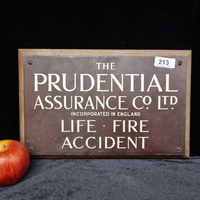 THE
213
PRUDENTIAL
ASSURANCE CO LTD
INCORPORATED IN ENGLAND
LIFE · FIRE
ACCIDENT